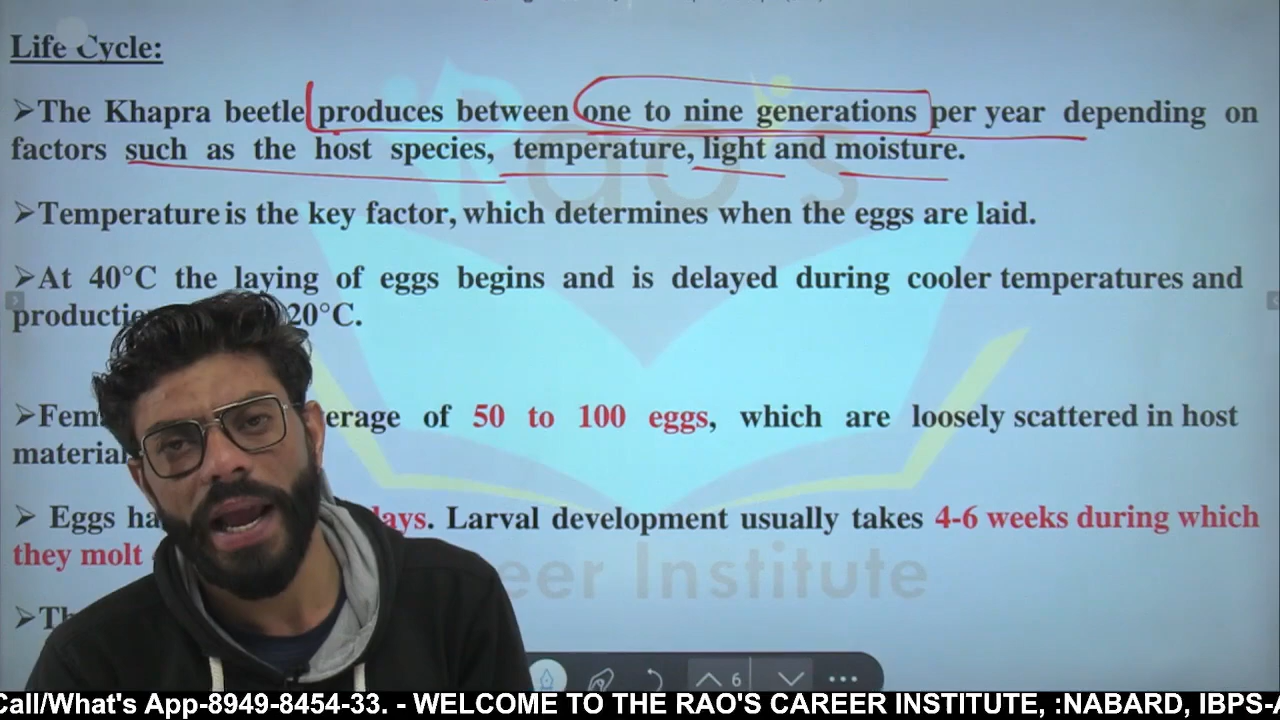 Life Cycle:
➢The Khapra beetle produces between one to nine generations per year depending on
factors such as the host species, temperature, light and moisture.
➢Temperature is the key factor, which determines when the eggs are laid.
➢At 40°C the laying of eggs begins and is delayed during cooler temperatures and
20°C.
50 to 100 eggs, which are loosely scattered in host
of
➢ Eggs
. Larval development usually takes 4-6 weeks during which
they molt
Rao's
Career Institute
6
Call/What's App-8949-8454-33. - WELCOME TO THE RAO'S CAREER INSTITUTE, :NABARD, IBPS-A